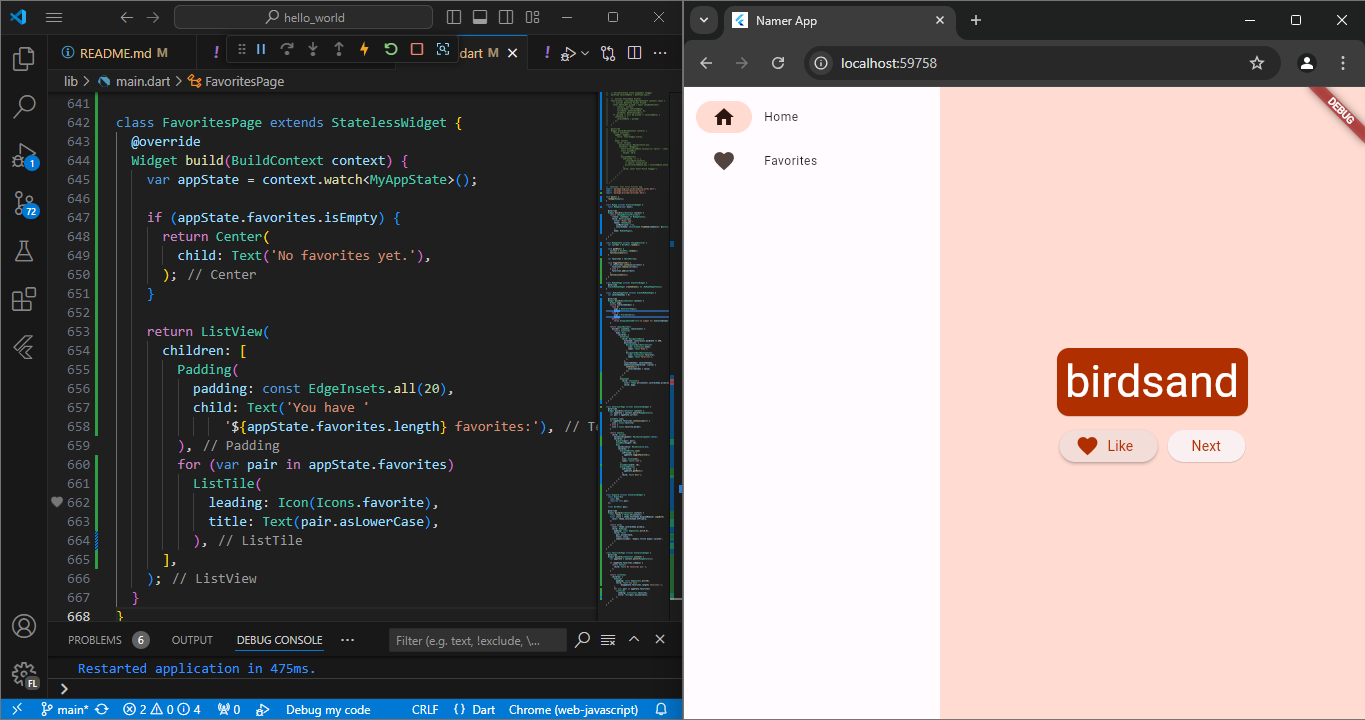 hello_world
README.md M
dart M
lib > main.dart > FavoritesPage
641
642 class FavoritesPage extends StatelessWidget {
643 @override
644 Widget build(BuildContext context) {
645 var appState = context.watch<MyAppState>();
646
647 if (appState.favorites.isEmpty) {
648 return Center(
649 child: Text('No favorites yet.'),
650 ); // Center
651 }
652
653 return ListView(
654 children: [
655 Padding(
656 padding: const EdgeInsets.all(20),
657 child: Text('You have '
658 '${appState.favorites.length} favorites:'), // T
659 ), // Padding
660 for (var pair in appState.favorites)
661 ListTile(
662 leading: Icon(Icons.favorite),
663 title: Text(pair.asLowerCase),
664 ), // ListTile
665 ],
666 ); // ListView
667 }
668 }
1
72
FL
PROBLEMS 6 OUTPUT DEBUG CONSOLE
Filter (e.g. text, !exclude, \...
Restarted application in 475ms.
main* 2 0 4 0 Debug my code CRLF {} Dart Chrome (web-javascript)
Namer App
localhost:59758
DEBUG
Home
Favorites
birdsand
Like
Next